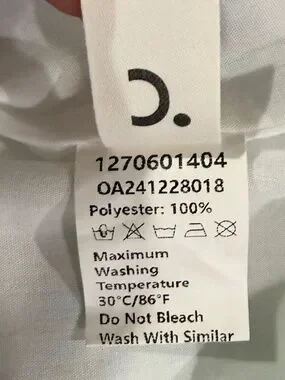 O.
1270601404
OA241228018
Polyester: 100%
Maximum
Washing
Temperature
30°C/86°F
Do Not Bleach
Wash With Similar